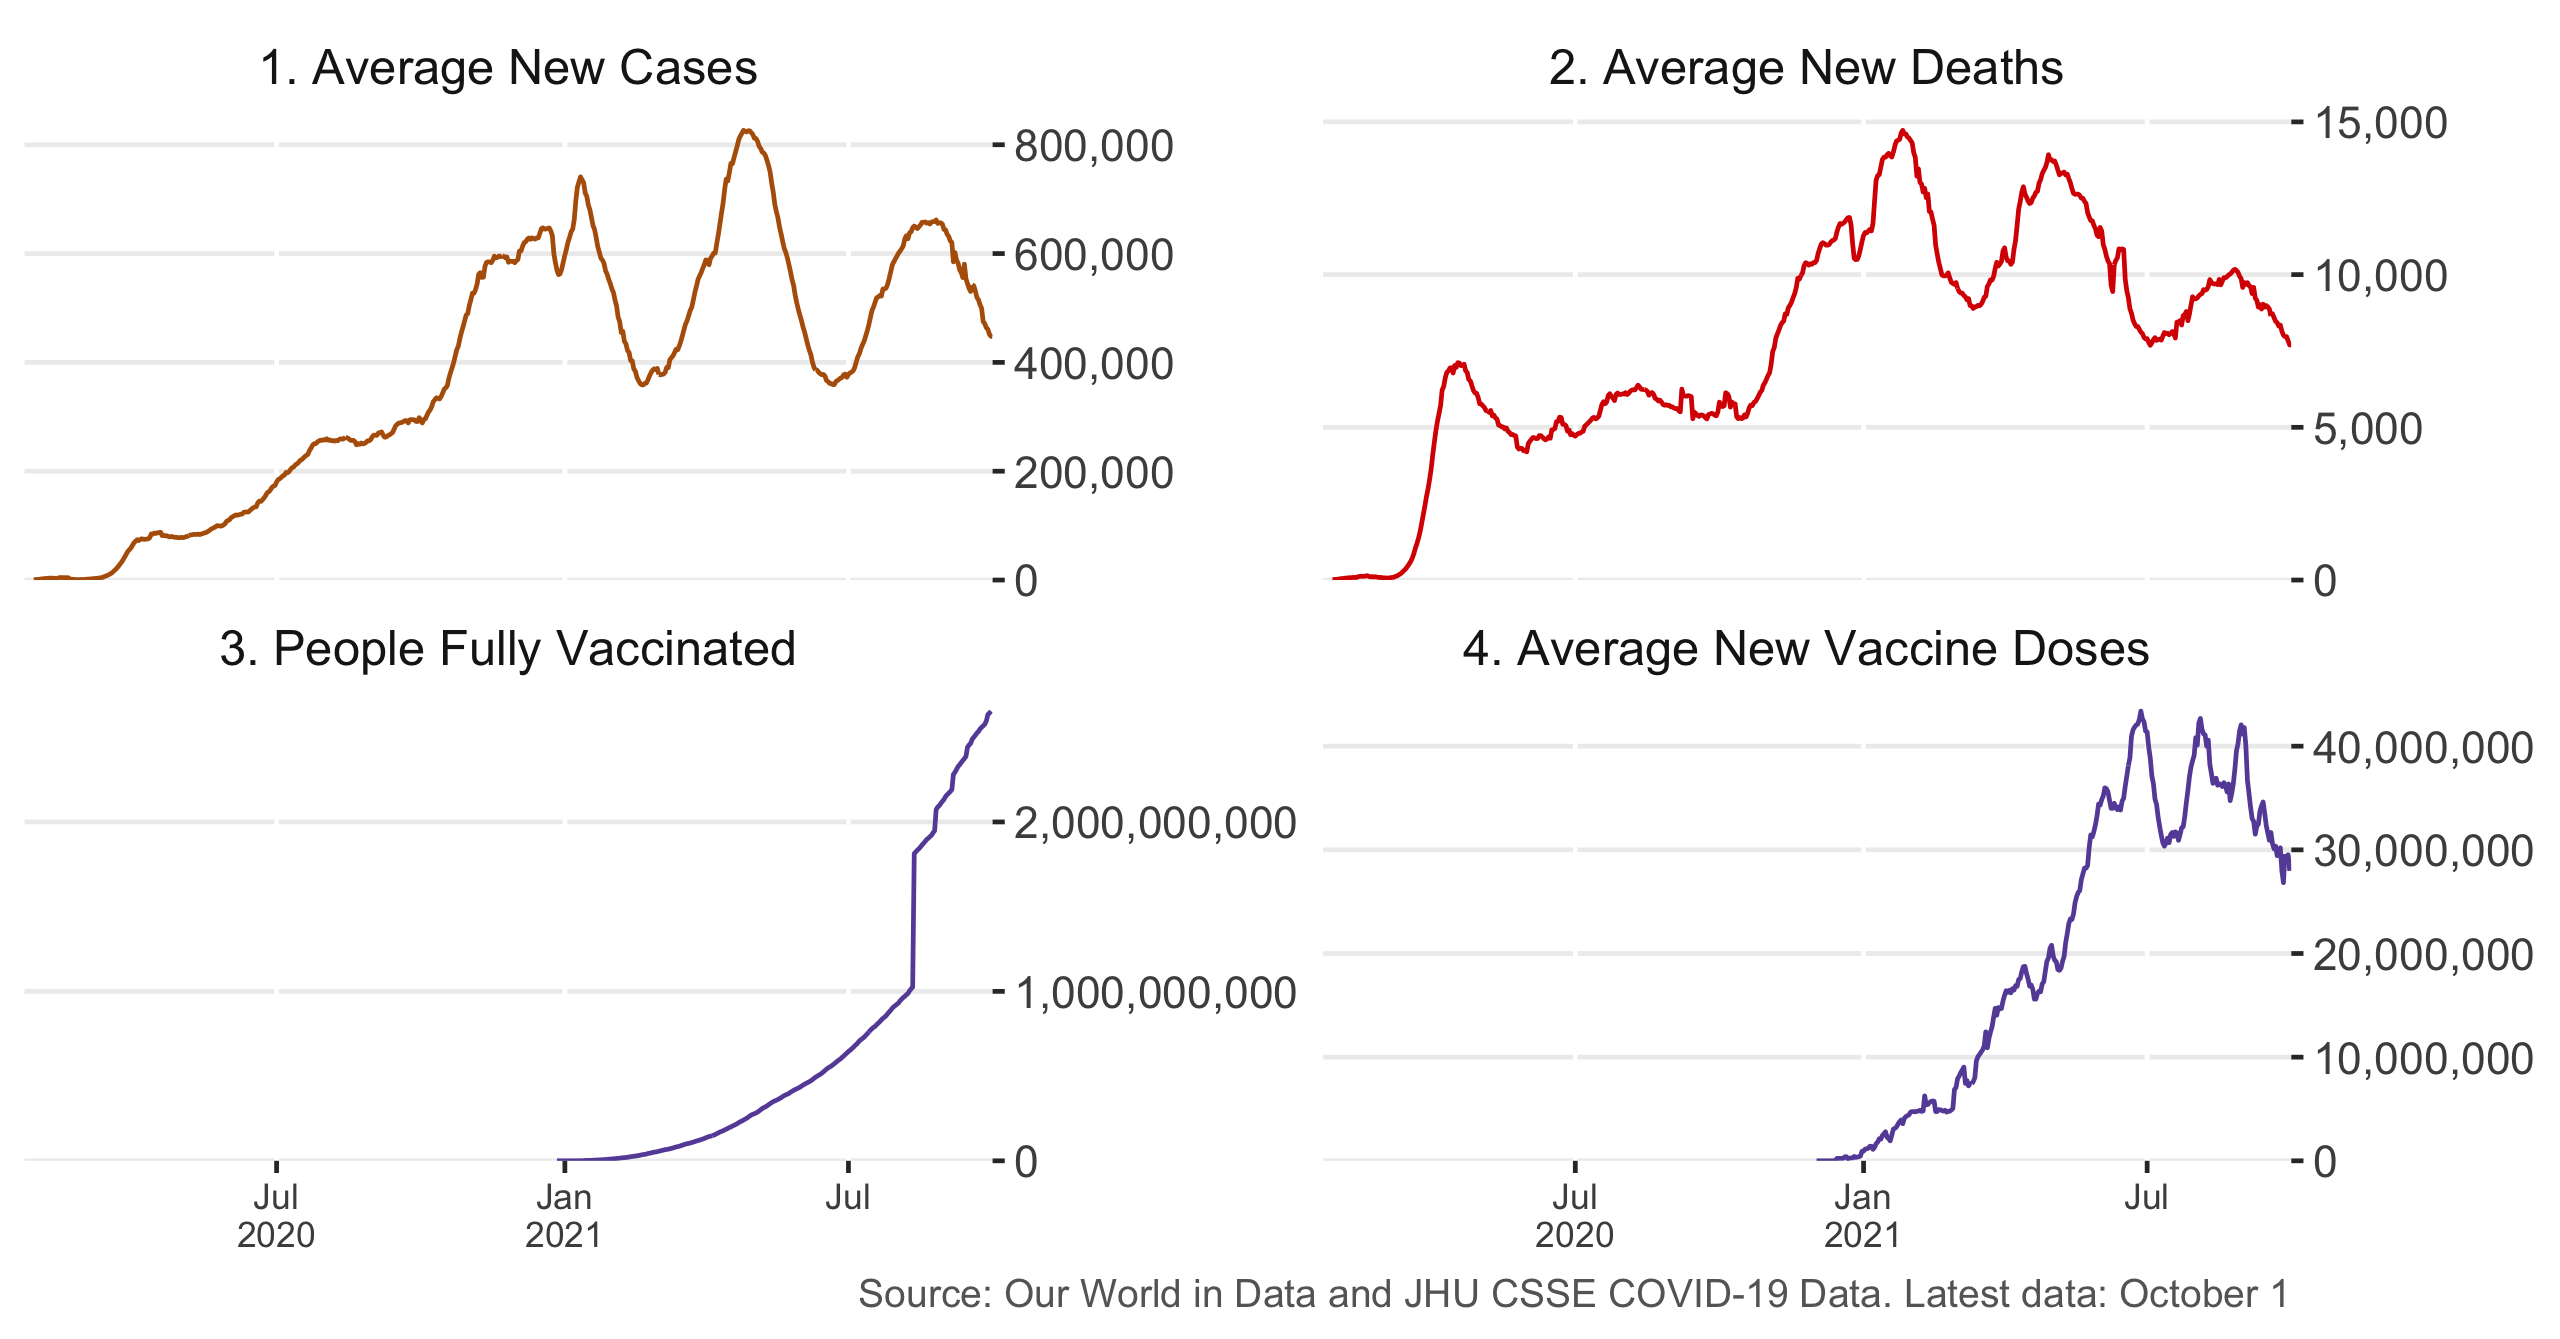 1. Average New Cases
800,000
600,000
400,000
200,000
0
2. Average New Deaths
15,000
10,000
5,000
0
3. People Fully Vaccinated
2,000,000,000
1,000,000,000
0
Jul
2020
Jan
2021
Jul
4. Average New Vaccine Doses
40,000,000
30,000,000
20,000,000
10,000,000
0
Jul
2020
Jan
2021
Jul
Source: Our World in Data and JHU CSSE COVID-19 Data. Latest data: October 1